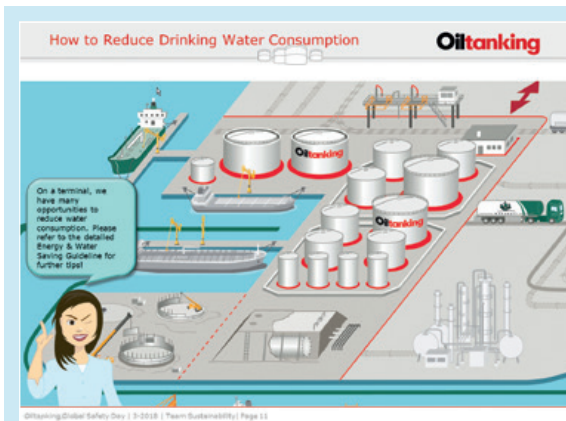 How to Reduce Drinking Water Consumption
Oiltanking
Oiltanking
Oiltanking
On a terminal, we
have many
opportunities to
reduce water
consumption. Please
refer to the detailed
Energy & Water
Saving Guideline for
further tips!
Oiltanking Global Safety Day | 3-2018 | Team Sustainability | Page 11